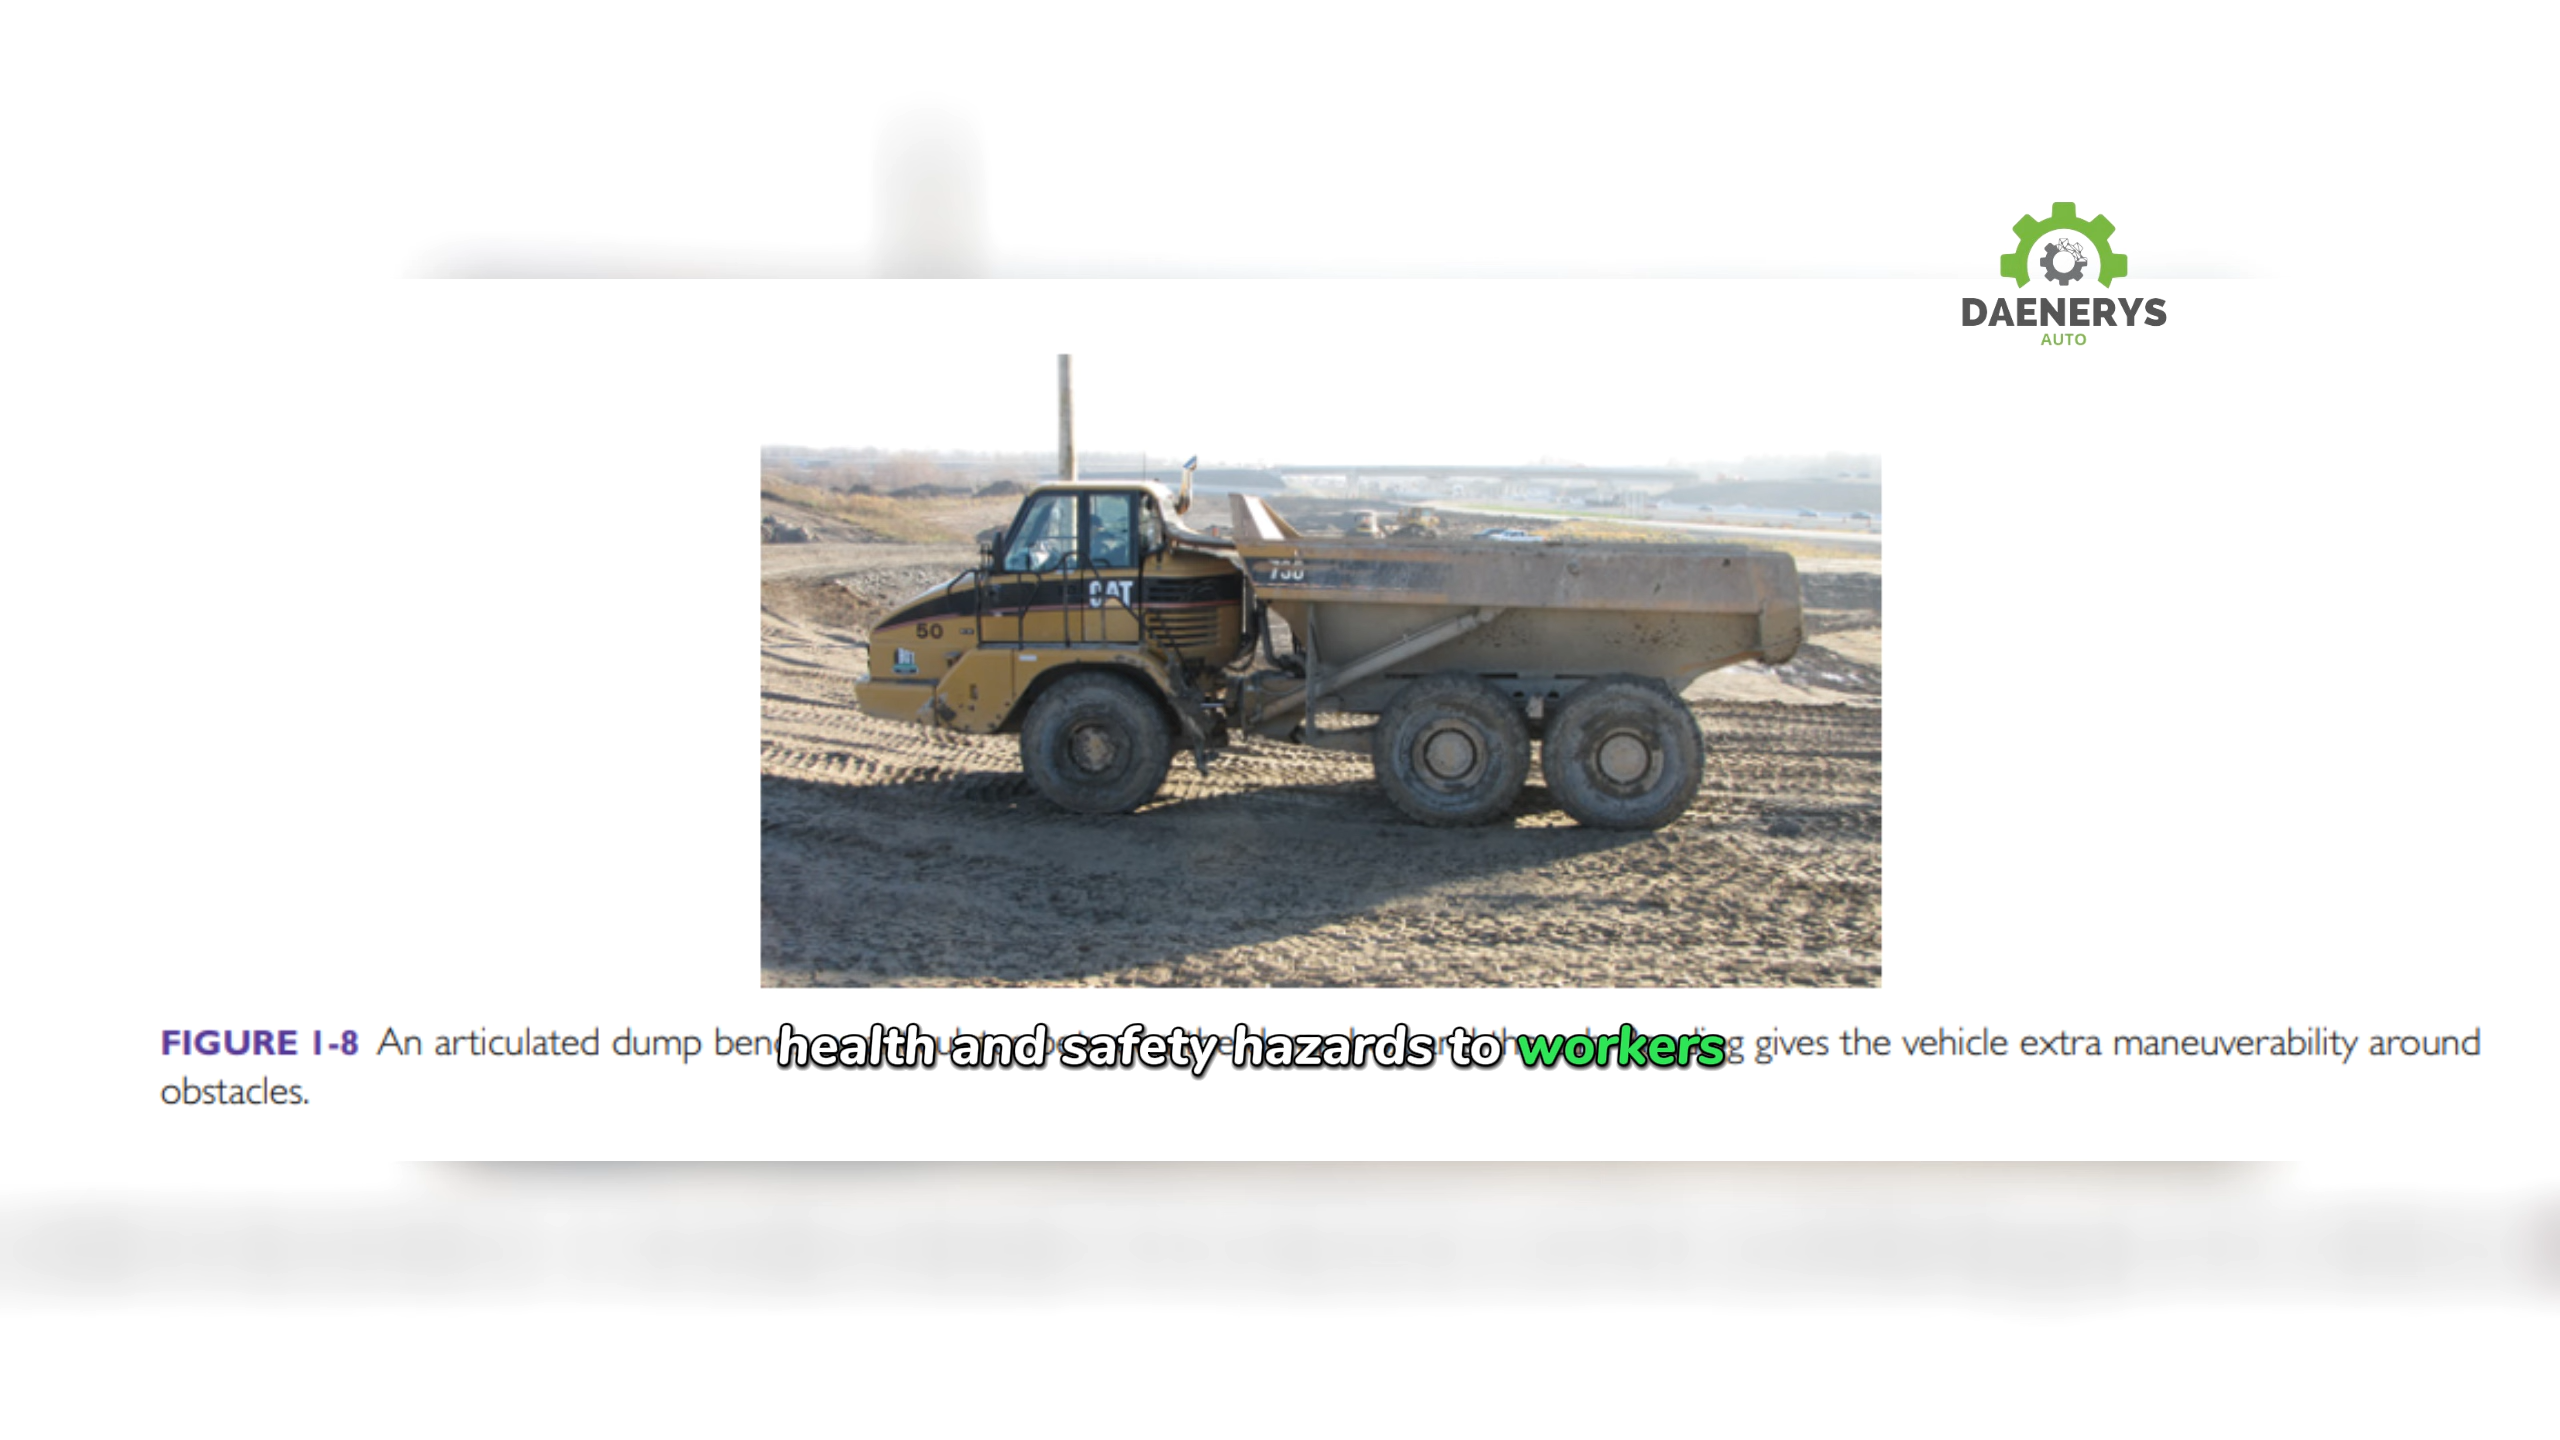 DAENERYS
AUTO
CAT
730
50
FIGURE 1-8 An articulated dump health and safety hazards to workers gives the vehicle extra maneuverability around
obstacles.